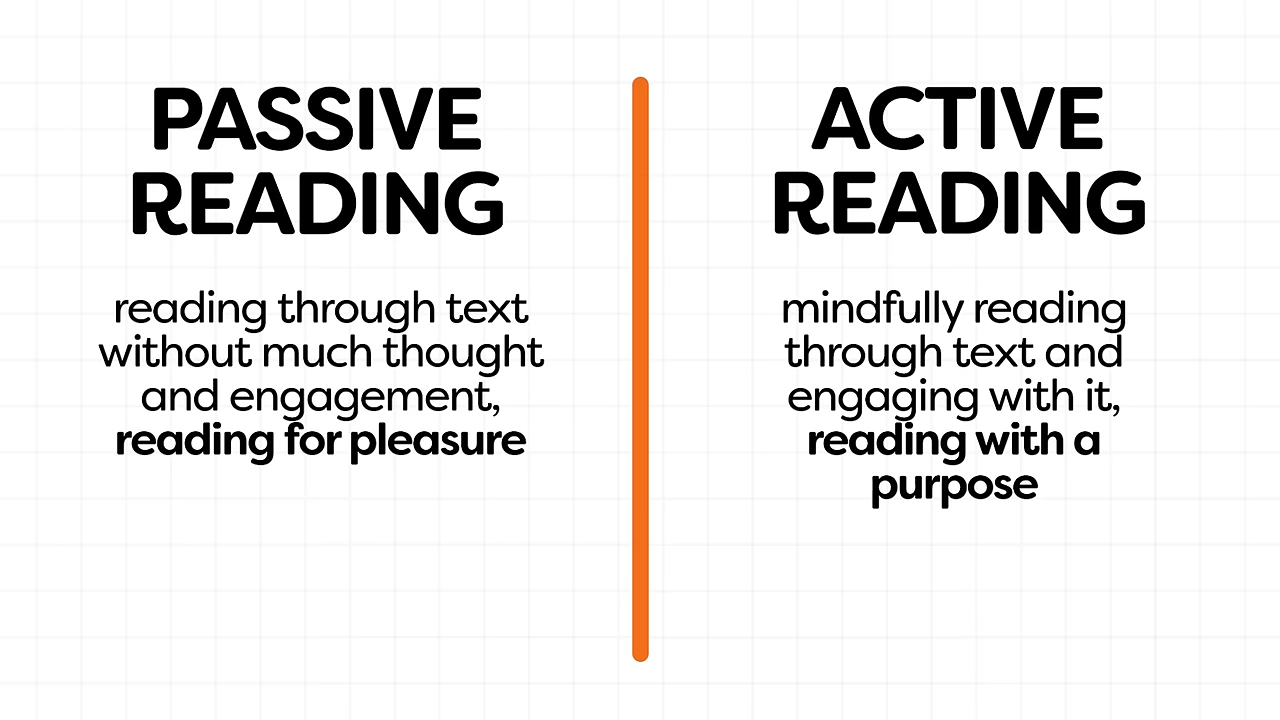 PASSIVE
READING
reading through text
without much thought
and engagement,
reading for pleasure
ACTIVE
READING
mindfully reading
through text and
engaging with it,
reading with a
purpose